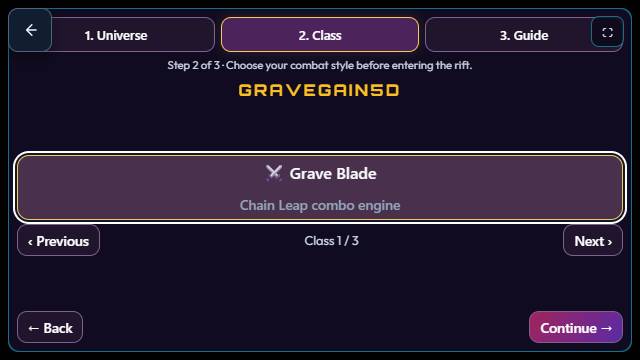 1. Universe
2. Class
3. Guide
Step 2 of 3 · Choose your combat style before entering the rift.
GRAVEGAIN5D
⚔️ Grave Blade
Chain Leap combo engine
‹ Previous
Class 1 / 3
Next ›
← Back
Continue →